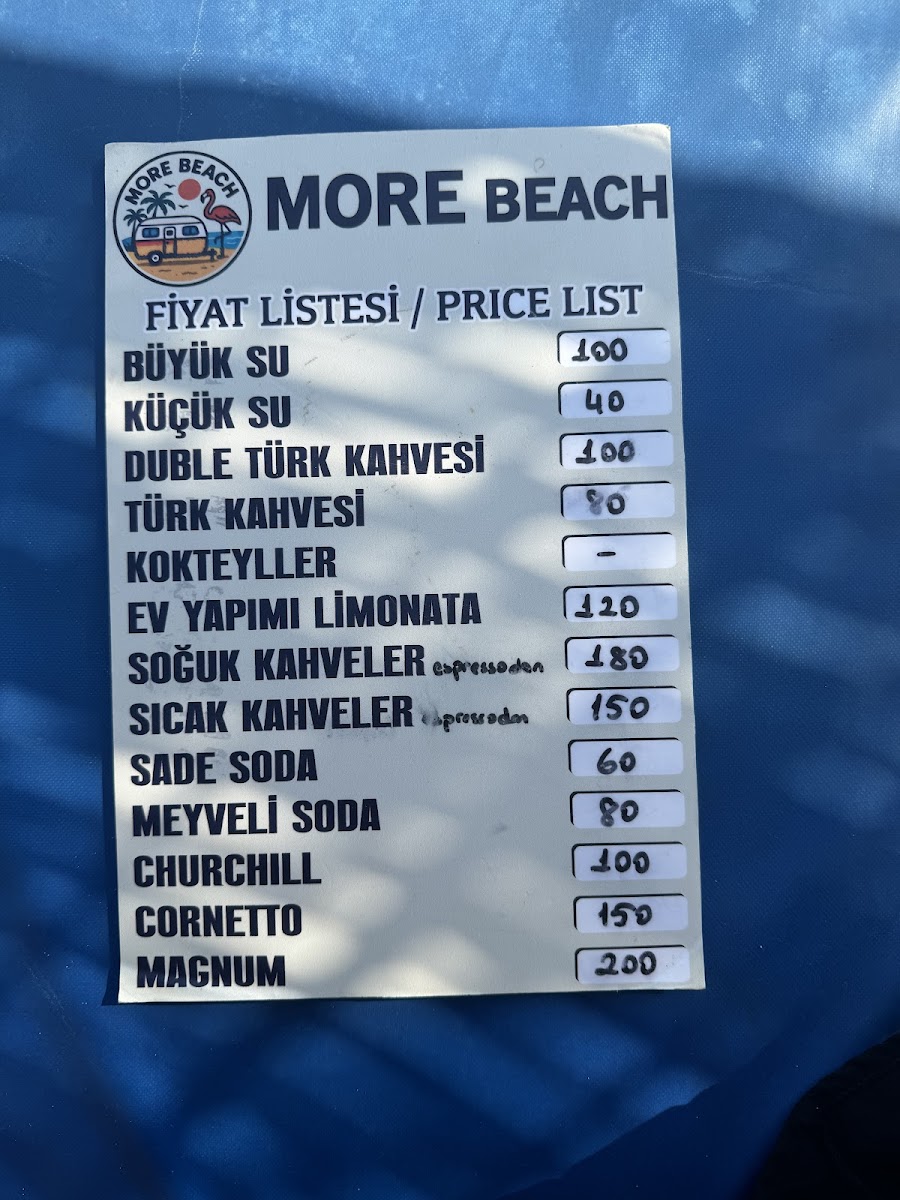 MORE BEACH
MORE BEACH
FİYAT LİSTESİ / PRICE LIST
BÜYÜK SU 100
KÜÇÜK SU 40
DUBLE TÜRK KAHVESİ 100
TÜRK KAHVESİ 80
KOKTEYLLER -
EV YAPIMI LİMONATA 120
SOĞUK KAHVELER espressodan 180
SICAK KAHVELER espressodan 150
SADE SODA 60
MEYVELİ SODA 80
CHURCHILL 100
CORNETTO 150
MAGNUM 200